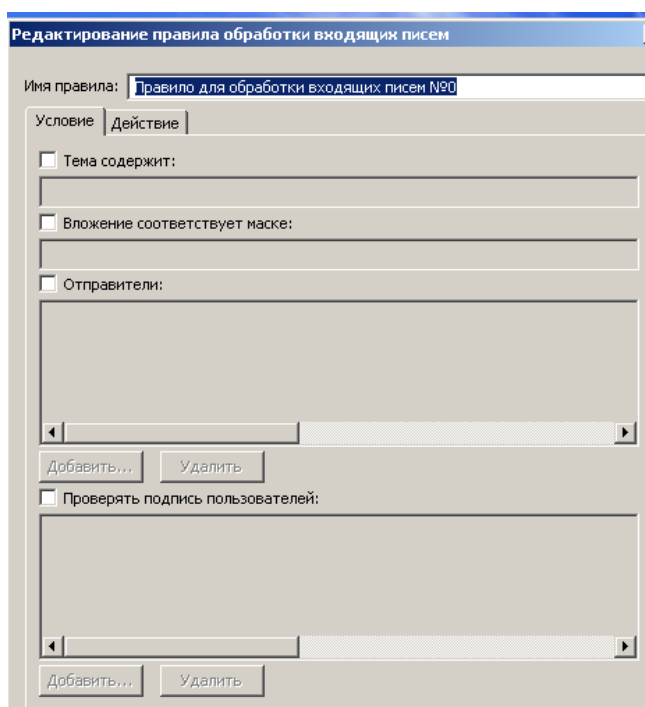 Редактирование правила обработки входящих писем
Имя правила: Правило для обработки входящих писем №0
Условие Действие
Тема содержит:
Вложение соответствует маске:
Отправители:
Добавить... Удалить
Проверять подпись пользователей:
Добавить... Удалить